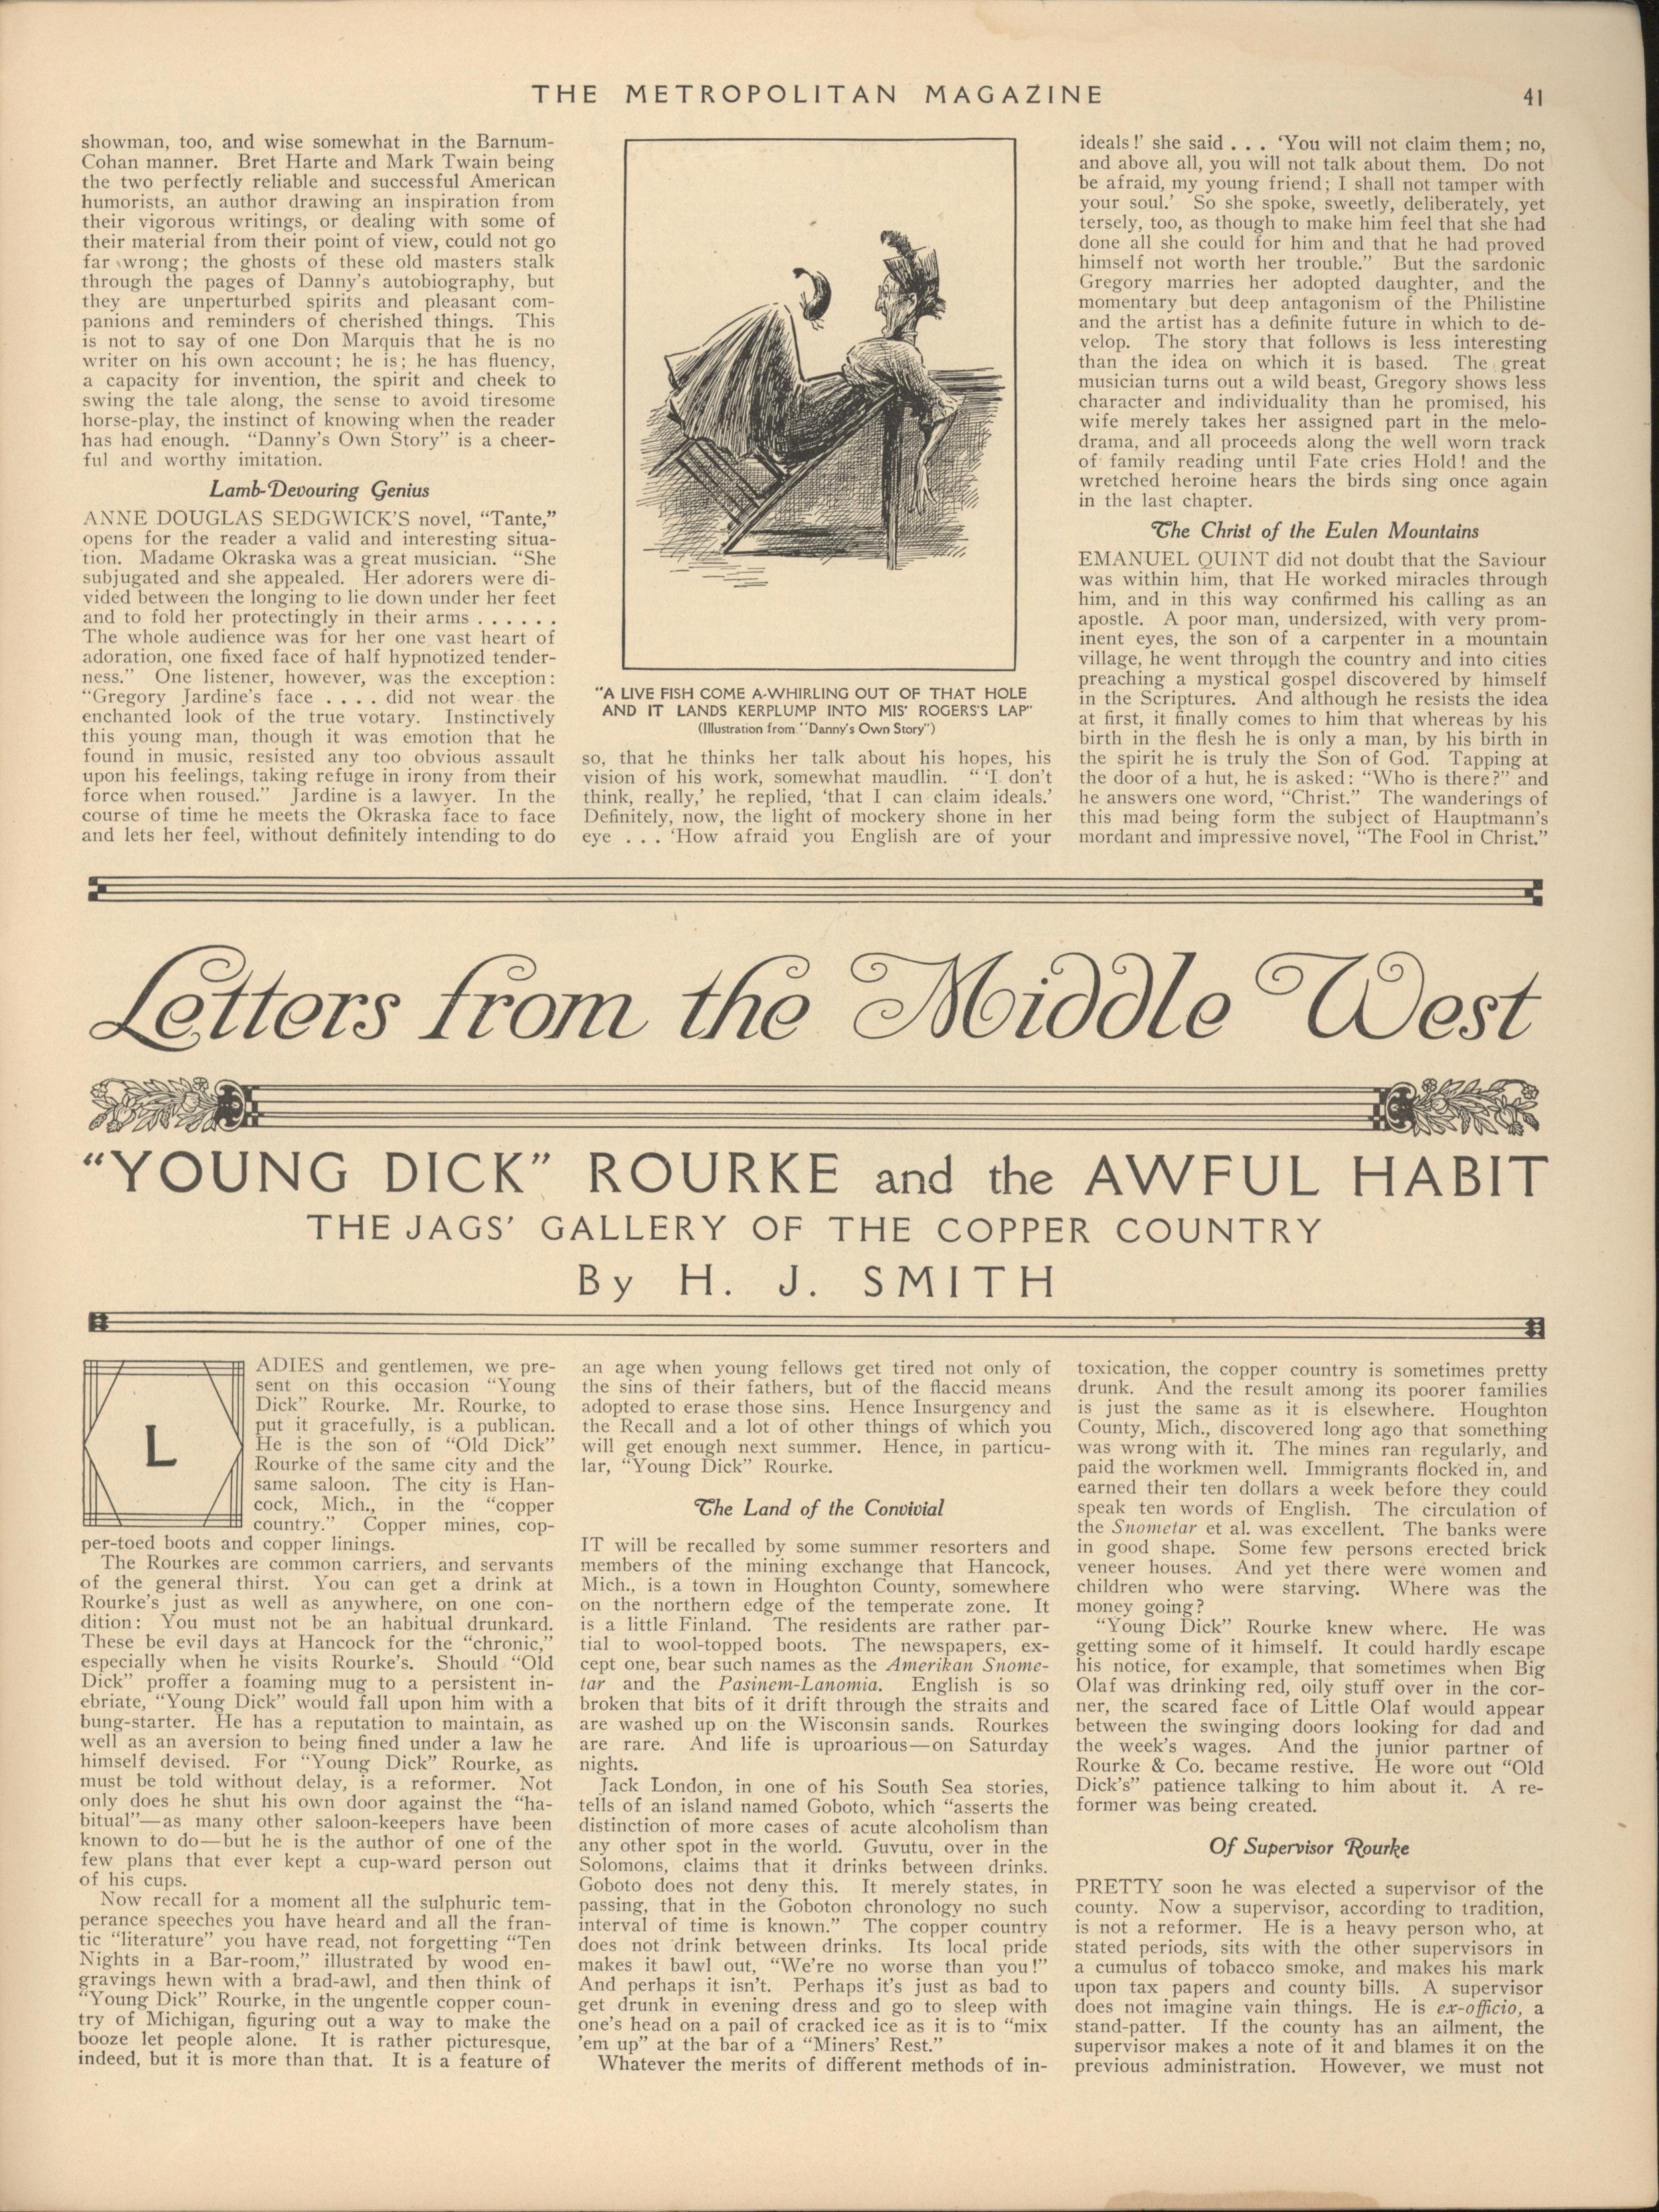 THE METROPOLITAN MAGAZINE
41
showman, too, and wise somewhat in the Barnum-
Cohan manner. Bret Harte and Mark Twain being
the two perfectly reliable and successful American
humorists, an author drawing an inspiration from
their vigorous writings, or dealing with some of
their material from their point of view, could not go
far wrong; the ghosts of these old masters stalk
through the pages of Danny's autobiography, but
they are unperturbed spirits and pleasant com-
panions and reminders of cherished things. This
is not to say of one Don Marquis that he is no
writer on his own account; he is; he has fluency,
a capacity for invention, the spirit and cheek to
swing the tale along, the sense to avoid tiresome
horse-play, the instinct of knowing when the reader
has had enough. "Danny's Own Story" is a cheer-
ful and worthy imitation.
Lamb-Devouring Genius
ANNE DOUGLAS SEDGWICK'S novel, "Tante,"
opens for the reader a valid and interesting situa-
tion. Madame Okraska was a great musician. "She
subjugated and she appealed. Her adorers were di-
vided between the longing to lie down under her feet
and to fold her protectingly in their arms . . . . . .
The whole audience was for her one vast heart of
adoration, one fixed face of half hypnotized tender-
ness." One listener, however, was the exception:
"Gregory Jardine's face . . . . did not wear the
enchanted look of the true votary. Instinctively
this young man, though it was emotion that he
found in music, resisted any too obvious assault
upon his feelings, taking refuge in irony from their
force when roused." Jardine is a lawyer. In the
course of time he meets the Okraska face to face
and lets her feel, without definitely intending to do
"A LIVE FISH COME A-WHIRLING OUT OF THAT HOLE
AND IT LANDS KERPLUMP INTO MIS' ROGERS'S LAP"
(Illustration from "Danny's Own Story")
so, that he thinks her talk about his hopes, his
vision of his work, somewhat maudlin. " 'I don't
think, really,' he replied, 'that I can claim ideals.'
Definitely, now, the light of mockery shone in her
eye . . . 'How afraid you English are of your
ideals!' she said . . . 'You will not claim them; no,
and above all, you will not talk about them. Do not
be afraid, my young friend; I shall not tamper with
your soul.' So she spoke, sweetly, deliberately, yet
tersely, too, as though to make him feel that she had
done all she could for him and that he had proved
himself not worth her trouble." But the sardonic
Gregory marries her adopted daughter, and the
momentary but deep antagonism of the Philistine
and the artist has a definite future in which to de-
velop. The story that follows is less interesting
than the idea on which it is based. The great
musician turns out a wild beast, Gregory shows less
character and individuality than he promised, his
wife merely takes her assigned part in the melo-
drama, and all proceeds along the well worn track
of family reading until Fate cries Hold! and the
wretched heroine hears the birds sing once again
in the last chapter.
The Christ of the Eulen Mountains
EMANUEL QUINT did not doubt that the Saviour
was within him, that He worked miracles through
him, and in this way confirmed his calling as an
apostle. A poor man, undersized, with very prom-
inent eyes, the son of a carpenter in a mountain
village, he went through the country and into cities
preaching a mystical gospel discovered by himself
in the Scriptures. And although he resists the idea
at first, it finally comes to him that whereas by his
birth in the flesh he is only a man, by his birth in
the spirit he is truly the Son of God. Tapping at
the door of a hut, he is asked: "Who is there?" and
he answers one word, "Christ." The wanderings of
this mad being form the subject of Hauptmann's
mordant and impressive novel, "The Fool in Christ."
Letters from the Middle West
"YOUNG DICK" ROURKE and the AWFUL HABIT
THE JAGS' GALLERY OF THE COPPER COUNTRY
By H. J. SMITH
LADIES and gentlemen, we pre-
sent on this occasion "Young
Dick" Rourke. Mr. Rourke, to
put it gracefully, is a publican.
He is the son of "Old Dick"
Rourke of the same city and the
same saloon. The city is Han-
cock, Mich., in the "copper
country." Copper mines, cop-
per-toed boots and copper linings.
The Rourkes are common carriers, and servants
of the general thirst. You can get a drink at
Rourke's just as well as anywhere, on one con-
dition: You must not be an habitual drunkard.
These be evil days at Hancock for the "chronic,"
especially when he visits Rourke's. Should "Old
Dick" proffer a foaming mug to a persistent in-
ebriate, "Young Dick" would fall upon him with a
bung-starter. He has a reputation to maintain, as
well as an aversion to being fined under a law he
himself devised. For "Young Dick" Rourke, as
must be told without delay, is a reformer. Not
only does he shut his own door against the "ha-
bitual"—as many other saloon-keepers have been
known to do—but he is the author of one of the
few plans that ever kept a cup-ward person out
of his cups.
Now recall for a moment all the sulphuric tem-
perance speeches you have heard and all the fran-
tic "literature" you have read, not forgetting "Ten
Nights in a Bar-room," illustrated by wood en-
gravings hewn with a brad-awl, and then think of
"Young Dick" Rourke, in the ungentle copper coun-
try of Michigan, figuring out a way to make the
booze let people alone. It is rather picturesque,
indeed, but it is more than that. It is a feature of
an age when young fellows get tired not only of
the sins of their fathers, but of the flaccid means
adopted to erase those sins. Hence Insurgency and
the Recall and a lot of other things of which you
will get enough next summer. Hence, in particu-
lar, "Young Dick" Rourke.
The Land of the Convivial
IT will be recalled by some summer resorters and
members of the mining exchange that Hancock,
Mich., is a town in Houghton County, somewhere
on the northern edge of the temperate zone. It
is a little Finland. The residents are rather par-
tial to wool-topped boots. The newspapers, ex-
cept one, bear such names as the Amerikan Snome-
tar and the Pasinem-Lanomia. English is so
broken that bits of it drift through the straits and
are washed up on the Wisconsin sands. Rourkes
are rare. And life is uproarious—on Saturday
nights.
Jack London, in one of his South Sea stories,
tells of an island named Goboto, which "asserts the
distinction of more cases of acute alcoholism than
any other spot in the world. Guvutu, over in the
Solomons, claims that it drinks between drinks.
Goboto does not deny this. It merely states, in
passing, that in the Goboton chronology no such
interval of time is known." The copper country
does not drink between drinks. Its local pride
makes it bawl out, "We're no worse than you!"
And perhaps it isn't. Perhaps it's just as bad to
get drunk in evening dress and go to sleep with
one's head on a pail of cracked ice as it is to "mix
'em up" at the bar of a "Miners' Rest."
Whatever the merits of different methods of in-
toxication, the copper country is sometimes pretty
drunk. And the result among its poorer families
is just the same as it is elsewhere. Houghton
County, Mich., discovered long ago that something
was wrong with it. The mines ran regularly, and
paid the workmen well. Immigrants flocked in, and
earned their ten dollars a week before they could
speak ten words of English. The circulation of
the Snometar et al. was excellent. The banks were
in good shape. Some few persons erected brick
veneer houses. And yet there were women and
children who were starving. Where was the
money going?
"Young Dick" Rourke knew where. He was
getting some of it himself. It could hardly escape
his notice, for example, that sometimes when Big
Olaf was drinking red, oily stuff over in the cor-
ner, the scared face of Little Olaf would appear
between the swinging doors looking for dad and
the week's wages. And the junior partner of
Rourke & Co. became restive. He wore out "Old
Dick's" patience talking to him about it. A re-
former was being created.
Of Supervisor Rourke
PRETTY soon he was elected a supervisor of the
county. Now a supervisor, according to tradition,
is not a reformer. He is a heavy person who, at
stated periods, sits with the other supervisors in
a cumulus of tobacco smoke, and makes his mark
upon tax papers and county bills. A supervisor
does not imagine vain things. He is ex-officio, a
stand-patter. If the county has an ailment, the
supervisor makes a note of it and blames it on the
previous administration. However, we must not